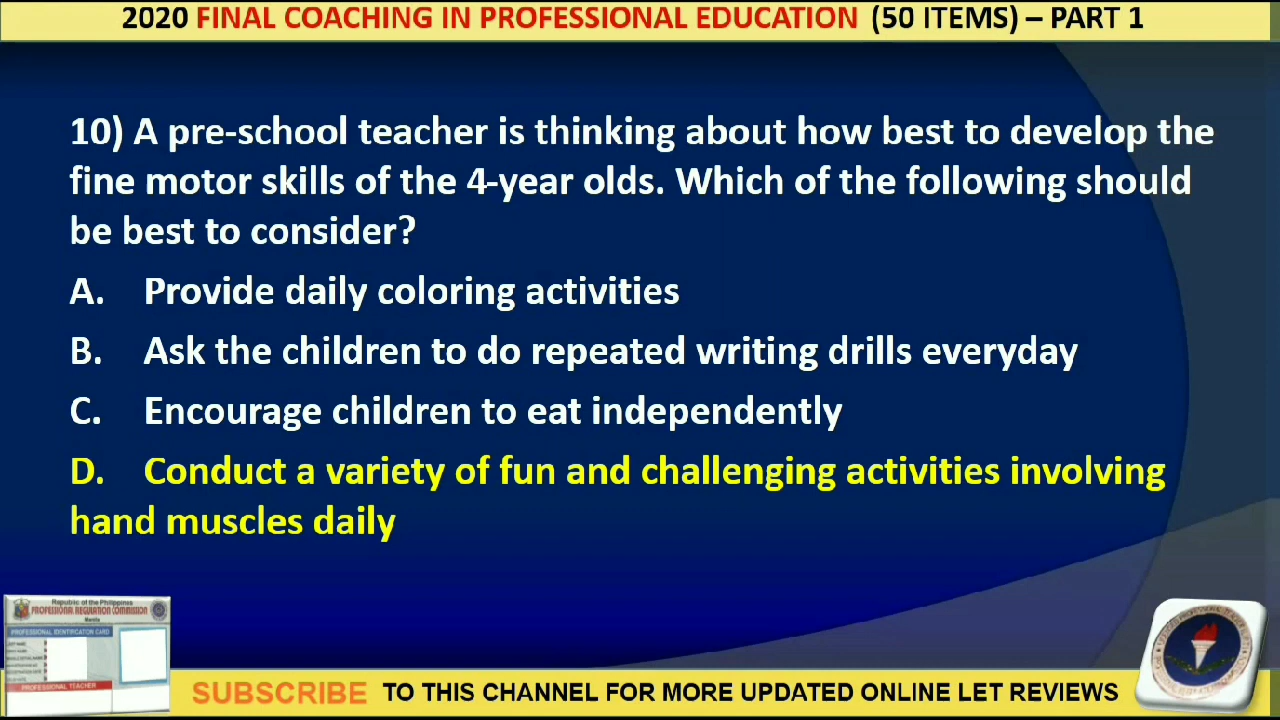 2020 FINAL COACHING IN PROFESSIONAL EDUCATION (50 ITEMS) – PART 1
10) A pre-school teacher is thinking about how best to develop the
fine motor skills of the 4-year olds. Which of the following should
be best to consider?
A. Provide daily coloring activities
B. Ask the children to do repeated writing drills everyday
C. Encourage children to eat independently
D. Conduct a variety of fun and challenging activities involving
hand muscles daily
Republic of the Philippines
PROFESSIONAL REGULATION COMMISSION
Manila
PROFESSIONAL IDENTIFICATION CARD
PROFESSIONAL TEACHER
SUBSCRIBE TO THIS CHANNEL FOR MORE UPDATED ONLINE LET REVIEWS